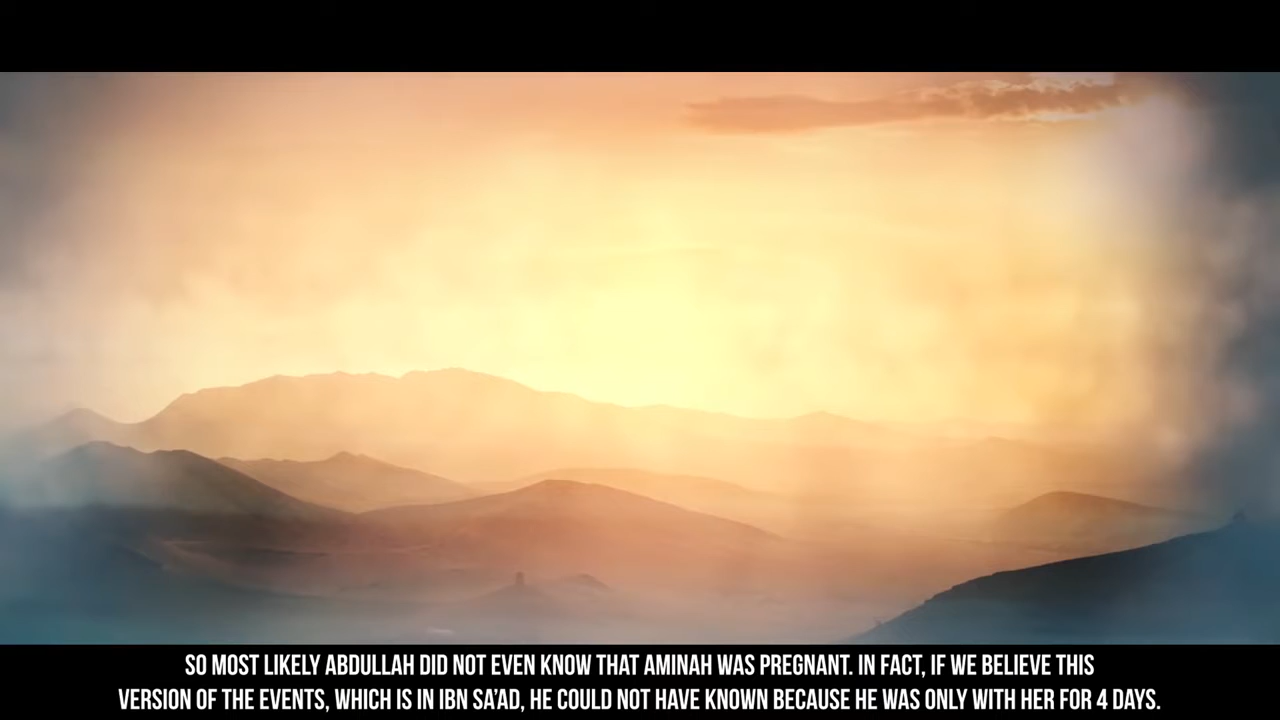 SO MOST LIKELY ABDULLAH DID NOT EVEN KNOW THAT AMINAH WAS PREGNANT. IN FACT, IF WE BELIEVE THIS
VERSION OF THE EVENTS, WHICH IS IN IBN SA'AD, HE COULD NOT HAVE KNOWN BECAUSE HE WAS ONLY WITH HER FOR 4 DAYS.